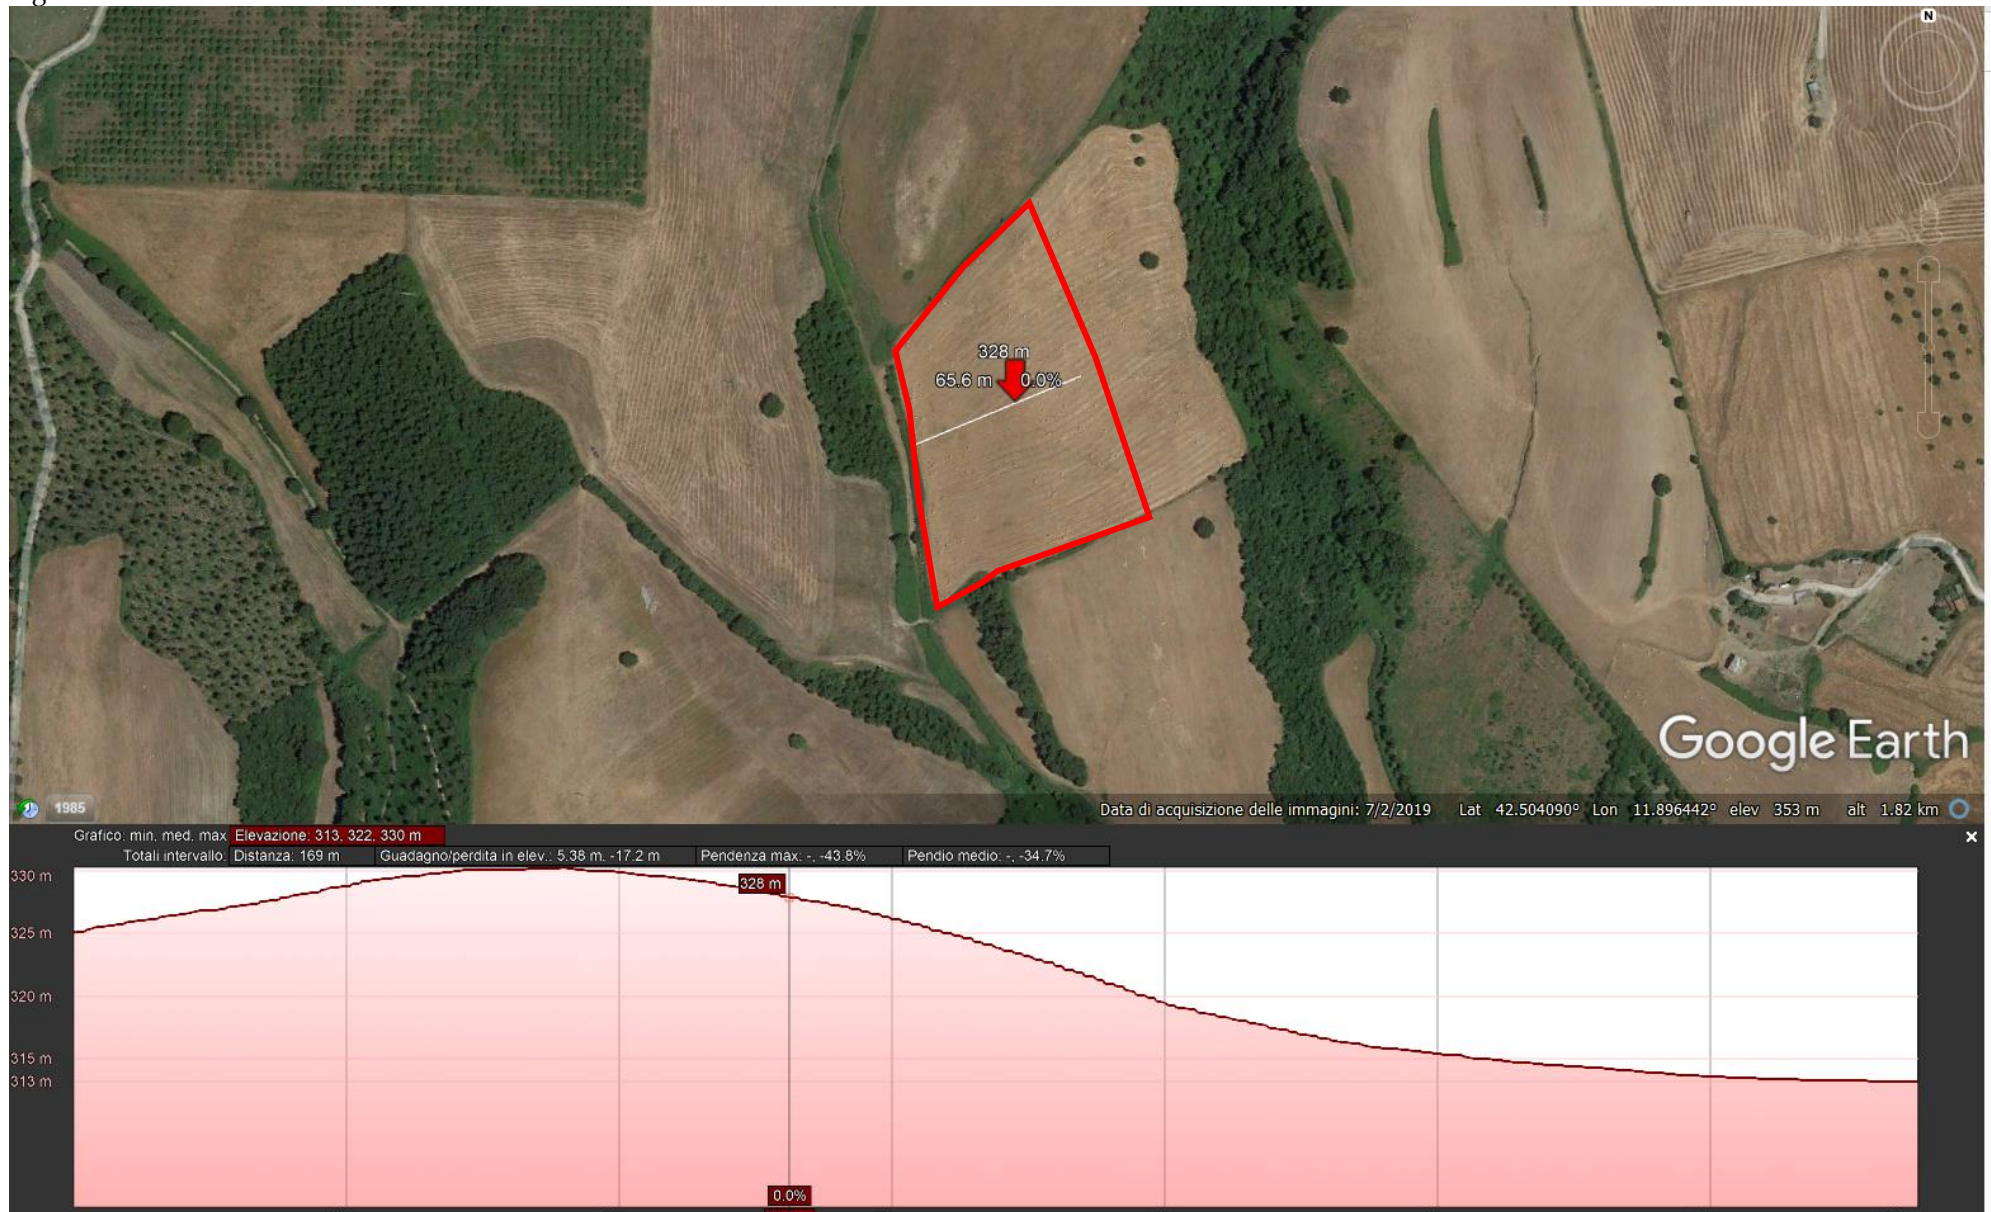 N
328 m
65.6 m 0.0%
Google Earth
1985
Data di acquisizione delle immagini: 7/2/2019 Lat 42.504090° Lon 11.896442° elev 353 m alt 1.82 km
Grafico: min, med, max Elevazione: 313, 322, 330 m
Totali intervallo: Distanza: 169 m Guadagno/perdita in elev.: 5.38 m, -17.2 m Pendenza max: -, -43.8% Pendio medio: -, -34.7%
330 m
328 m
325 m
320 m
315 m
313 m
0.0%